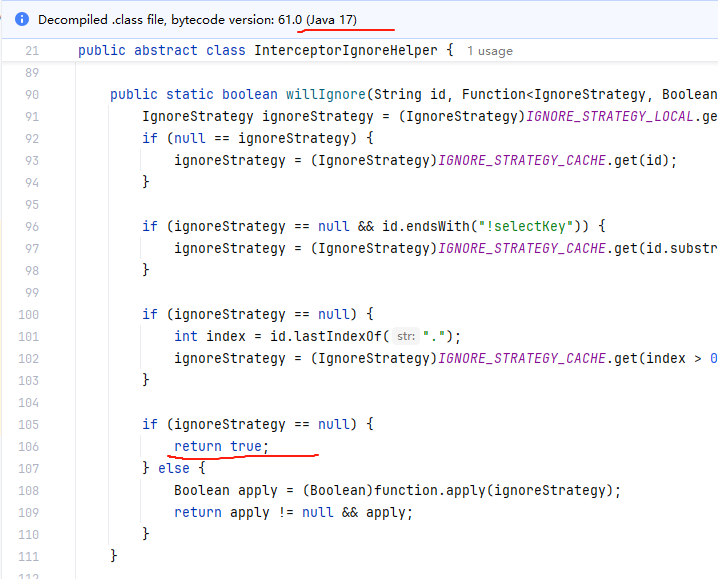 Decompiled .class file, bytecode version: 61.0 (Java 17)
21 public abstract class InterceptorIgnoreHelper { 1 usage
89
90 public static boolean willIgnore(String id, Function<IgnoreStrategy, Boolean
91 IgnoreStrategy ignoreStrategy = (IgnoreStrategy)IGNORE_STRATEGY_LOCAL.ge
92 if (null == ignoreStrategy) {
93 ignoreStrategy = (IgnoreStrategy)IGNORE_STRATEGY_CACHE.get(id);
94 }
95
96 if (ignoreStrategy == null && id.endsWith("!selectKey")) {
97 ignoreStrategy = (IgnoreStrategy)IGNORE_STRATEGY_CACHE.get(id.substr
98 }
99
100 if (ignoreStrategy == null) {
101 int index = id.lastIndexOf( str: ".");
102 ignoreStrategy = (IgnoreStrategy)IGNORE_STRATEGY_CACHE.get(index > 0
103 }
104
105 if (ignoreStrategy == null) {
106 return true;
107 } else {
108 Boolean apply = (Boolean)function.apply(ignoreStrategy);
109 return apply != null && apply;
110 }
111 }
112